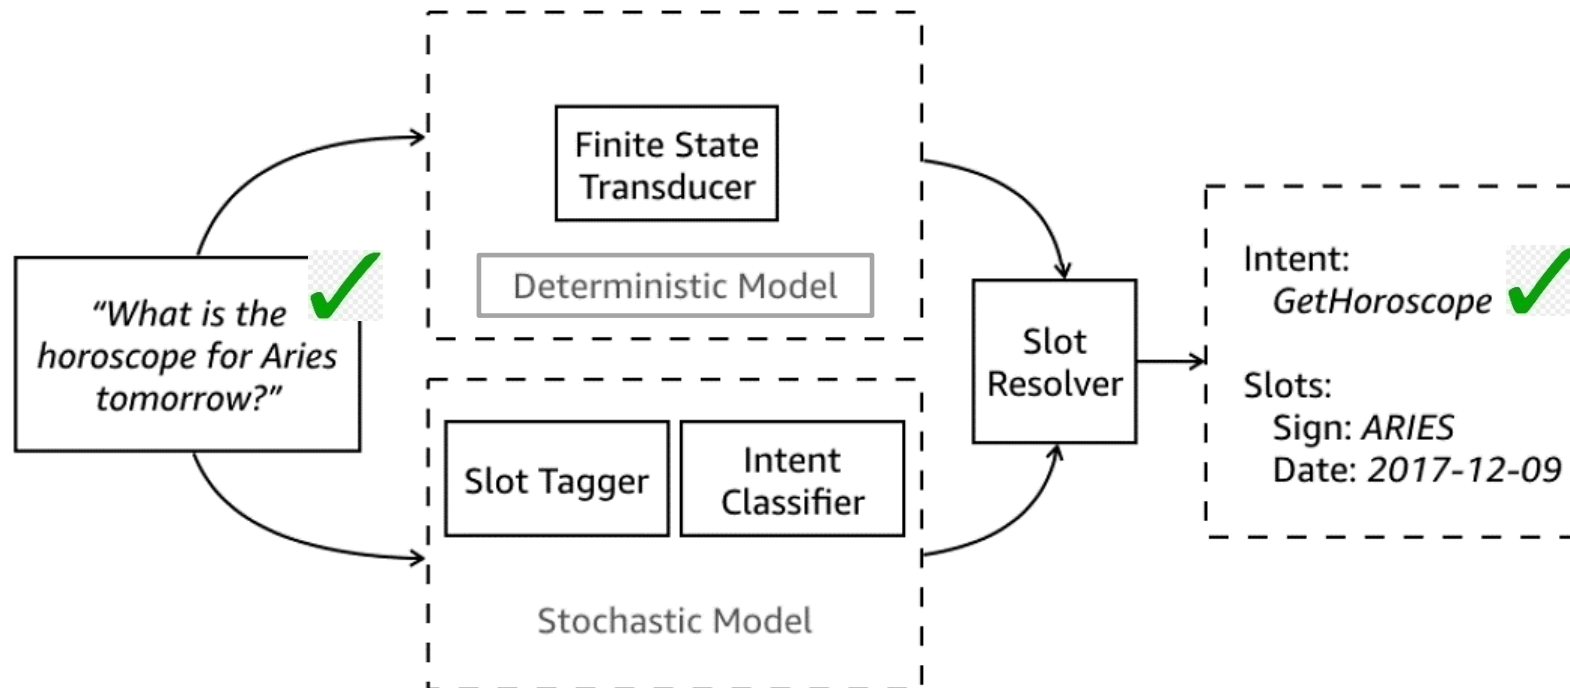 “What is the
horoscope for Aries
tomorrow?”
Finite State
Transducer
Deterministic Model
Slot Tagger
Intent
Classifier
Stochastic Model
Slot
Resolver
Intent:
GetHoroscope
Slots:
Sign: ARIES
Date: 2017-12-09